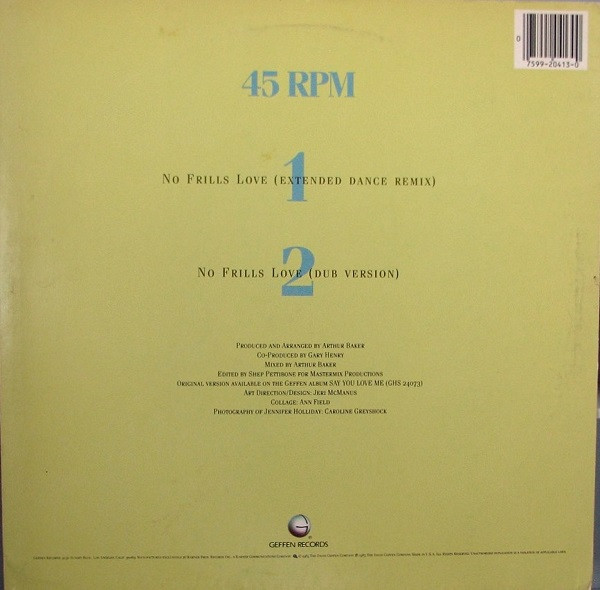 0
7599-20413-0
45 RPM
1
No Frills Love (extended dance remix)
2
No Frills Love (dub version)
Produced and Arranged by Arthur Baker
Co-Produced by Gary Henry
Mixed by Arthur Baker
Edited by Shep Pettibone for Mastermix Productions
Original version available on the Geffen album SAY YOU LOVE ME (GHS 24073)
Art Direction/Design: Jeri McManus
Collage: Ann Field
Photography of Jennifer Holliday: Caroline Greyshock
GEFFEN RECORDS